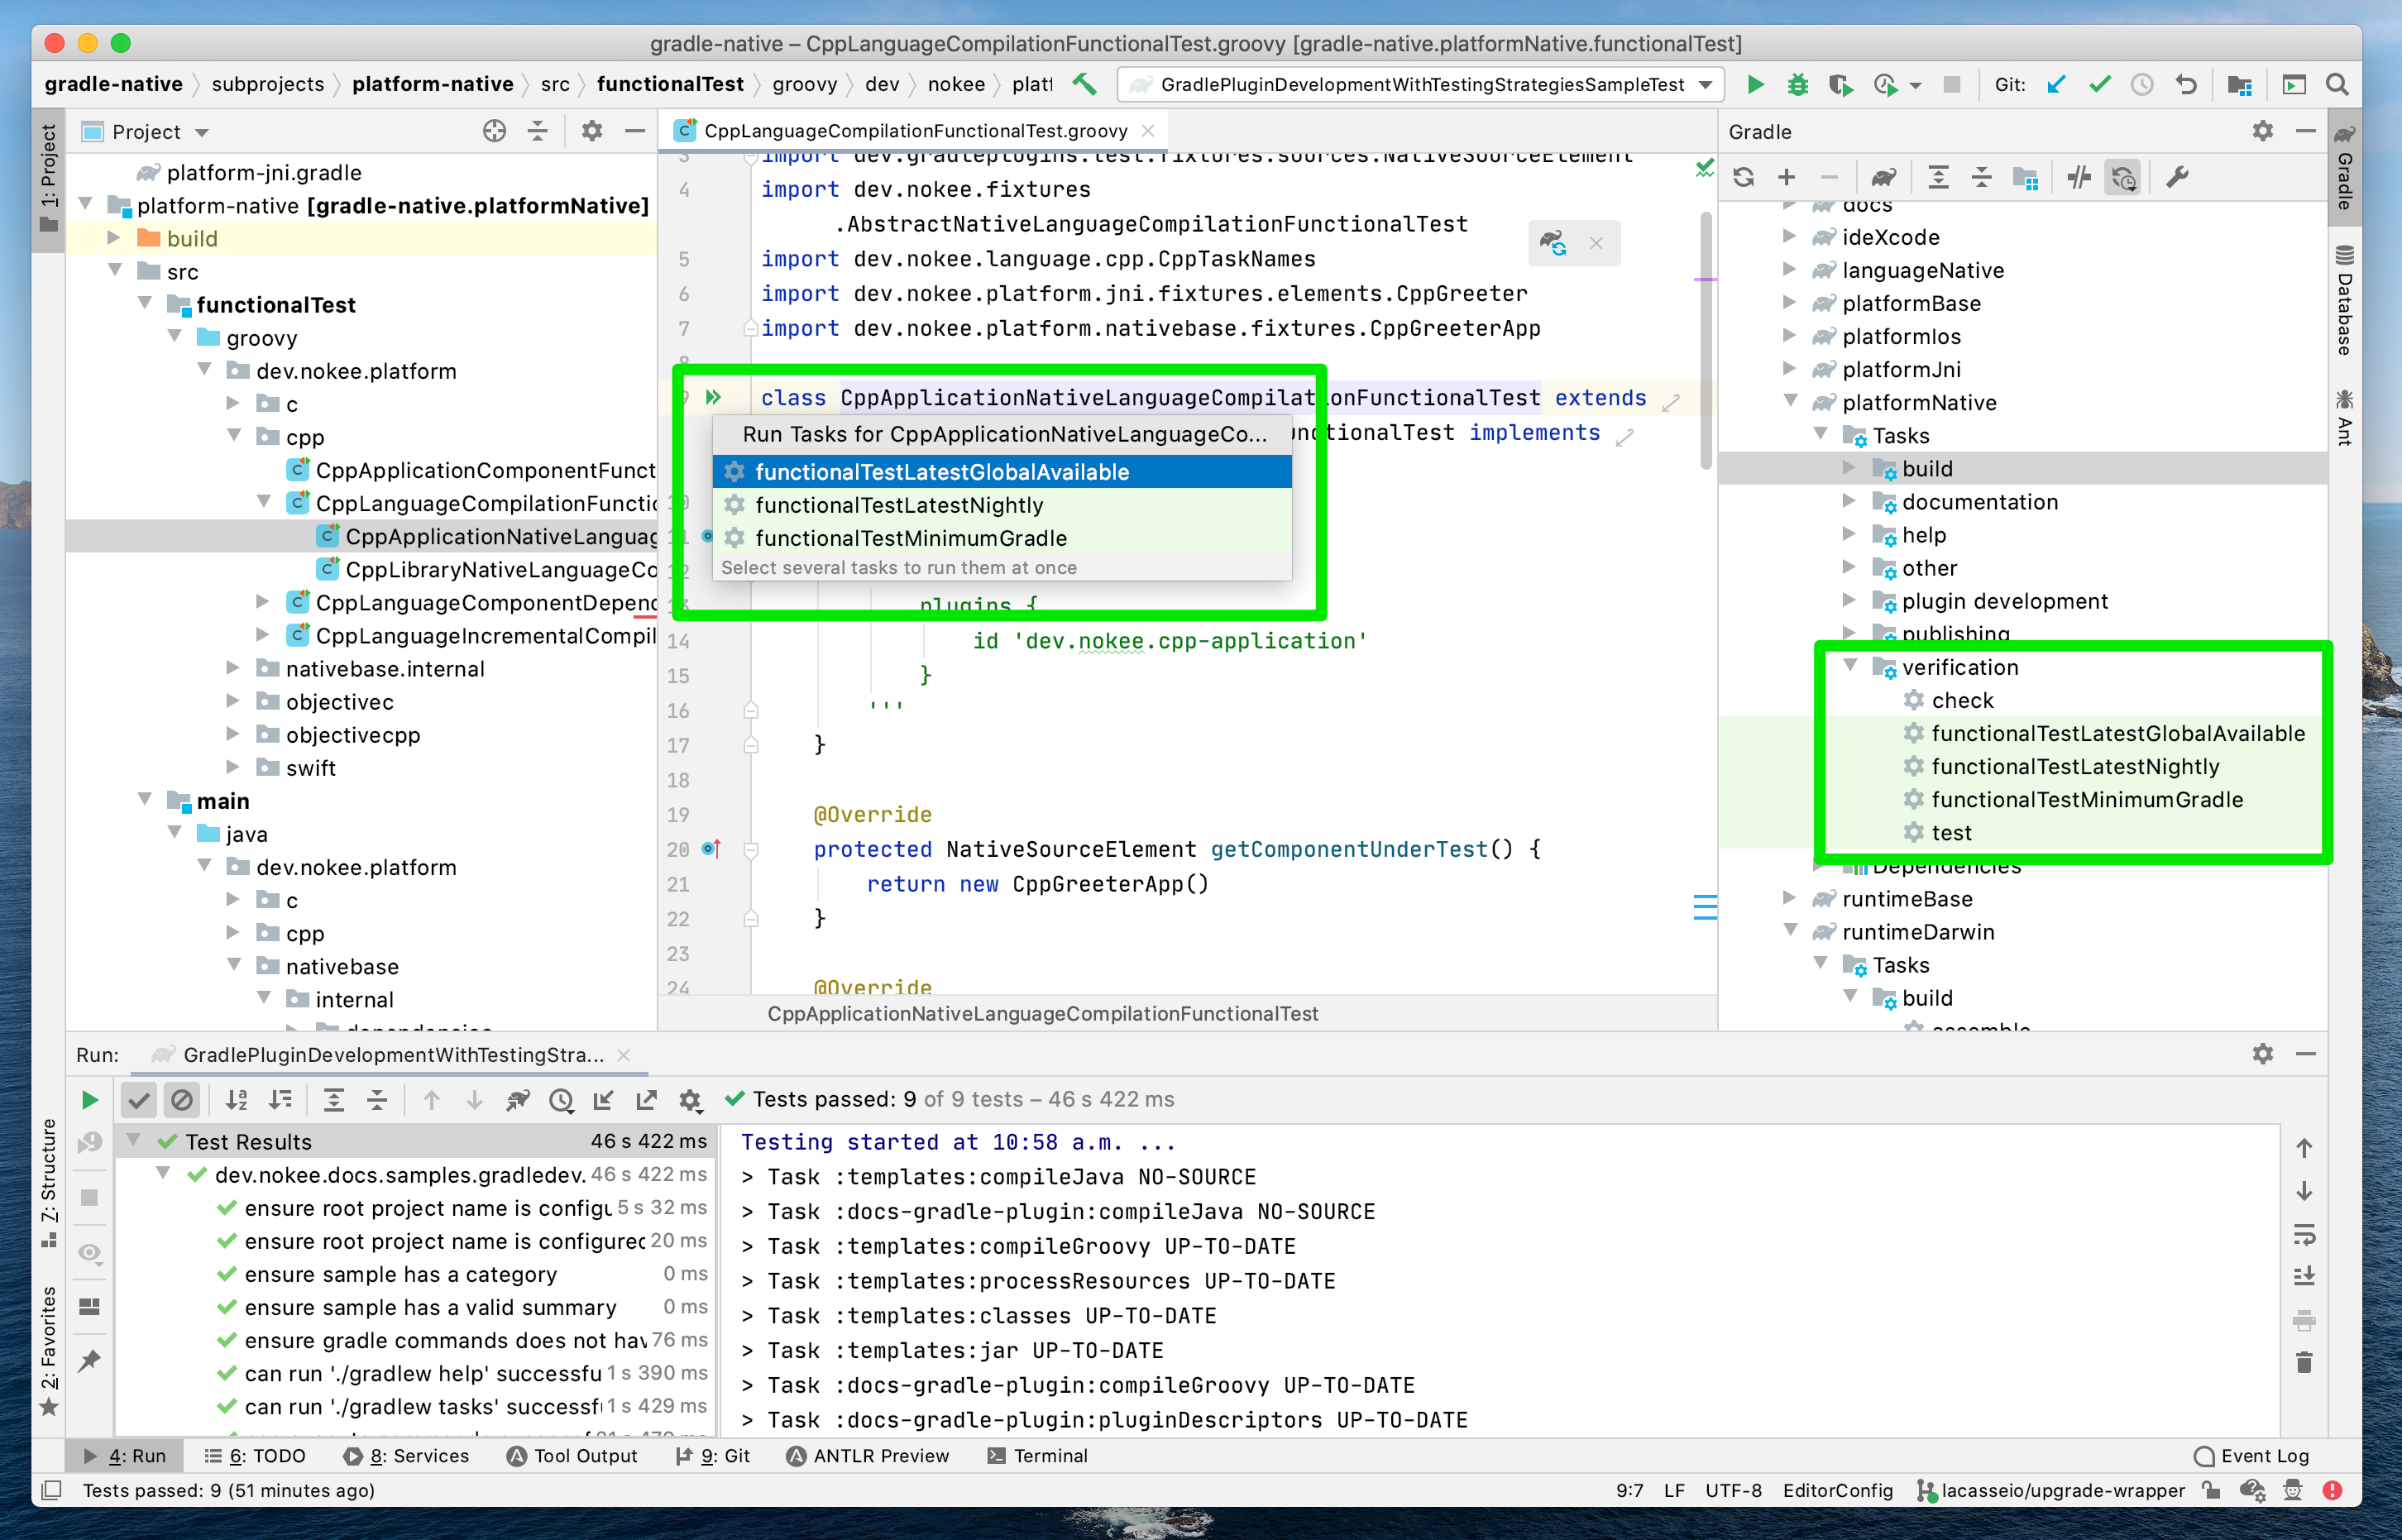 gradle-native – CppLanguageCompilationFunctionalTest.groovy [gradle-native.platformNative.functionalTest]
gradle-native subprojects platform-native src functionalTest groovy dev nokee GradlePluginDevelopmentWithTestingStrategiesSampleTest Git:
1: Project
Project
platform-jni.gradle
platform-native [gradle-native.platformNative]
build
src
functionalTest
groovy
dev.nokee.platform
c
cpp
CppApplicationComponentFunct
CppLanguageCompilationFunctio
CppApplicationNativeLanguag
CppLibraryNativeLanguageCo
CppLanguageComponentDepend
CppLanguageIncrementalCompil
nativebase.internal
objectivec
objectivecpp
swift
main
java
dev.nokee.platform
c
cpp
nativebase
internal
dependencies
CppLanguageCompilationFunctionalTest.groovy
3 import dev.gradleplugins.test.fixtures.sources.NativeSourceElement
4 import dev.nokee.fixtures
.AbstractNativeLanguageCompilationFunctionalTest
5 import dev.nokee.language.cpp.CppTaskNames
6 import dev.nokee.platform.jni.fixtures.elements.CppGreeter
7 import dev.nokee.platform.nativebase.fixtures.CppGreeterApp
8
9 class CppApplicationNativeLanguageCompilationFunctionalTest extends
nctionalTest implements
Run Tasks for CppApplicationNativeLanguageCo...
functionalTestLatestGlobalAvailable
functionalTestLatestNightly
functionalTestMinimumGradle
Select several tasks to run them at once
10
11
12
13 plugins {
14 id 'dev.nokee.cpp-application'
15 }
16 '''
17 }
18
19 @Override
20 protected NativeSourceElement getComponentUnderTest() {
21 return new CppGreeterApp()
22 }
23
24 @Override
CppApplicationNativeLanguageCompilationFunctionalTest
Gradle
docs
ideXcode
languageNative
platformBase
platformIos
platformJni
platformNative
Tasks
build
documentation
help
other
plugin development
publishing
verification
check
functionalTestLatestGlobalAvailable
functionalTestLatestNightly
functionalTestMinimumGradle
test
Dependencies
runtimeBase
runtimeDarwin
Tasks
build
assemble
Gradle
Database
Ant
Run: GradlePluginDevelopmentWithTestingStra...
Tests passed: 9 of 9 tests – 46 s 422 ms
Test Results 46 s 422 ms
dev.nokee.docs.samples.gradledev. 46 s 422 ms
ensure root project name is configu 5 s 32 ms
ensure root project name is configured 20 ms
ensure sample has a category 0 ms
ensure sample has a valid summary 0 ms
ensure gradle commands does not hav 76 ms
can run './gradlew help' successfu 1 s 390 ms
can run './gradlew tasks' successf 1 s 429 ms
Testing started at 10:58 a.m. ...
> Task :templates:compileJava NO-SOURCE
> Task :docs-gradle-plugin:compileJava NO-SOURCE
> Task :templates:compileGroovy UP-TO-DATE
> Task :templates:processResources UP-TO-DATE
> Task :templates:classes UP-TO-DATE
> Task :templates:jar UP-TO-DATE
> Task :docs-gradle-plugin:compileGroovy UP-TO-DATE
> Task :docs-gradle-plugin:pluginDescriptors UP-TO-DATE
7: Structure
2: Favorites
4: Run 6: TODO 8: Services Tool Output 9: Git ANTLR Preview Terminal Event Log
Tests passed: 9 (51 minutes ago) 9:7 LF UTF-8 EditorConfig lacasseio/upgrade-wrapper